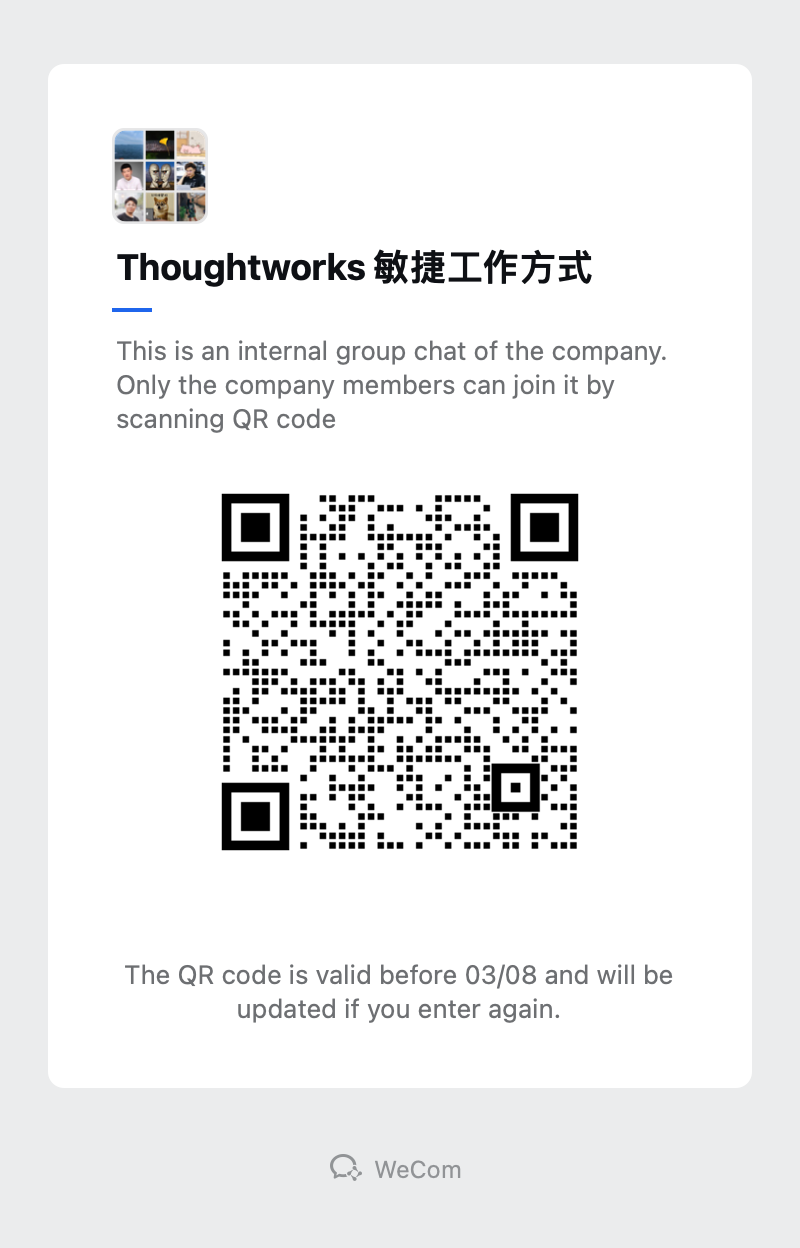 Thoughtworks 敏捷工作方式
This is an internal group chat of the company.
Only the company members can join it by
scanning QR code
The QR code is valid before 03/08 and will be
updated if you enter again.
WeCom